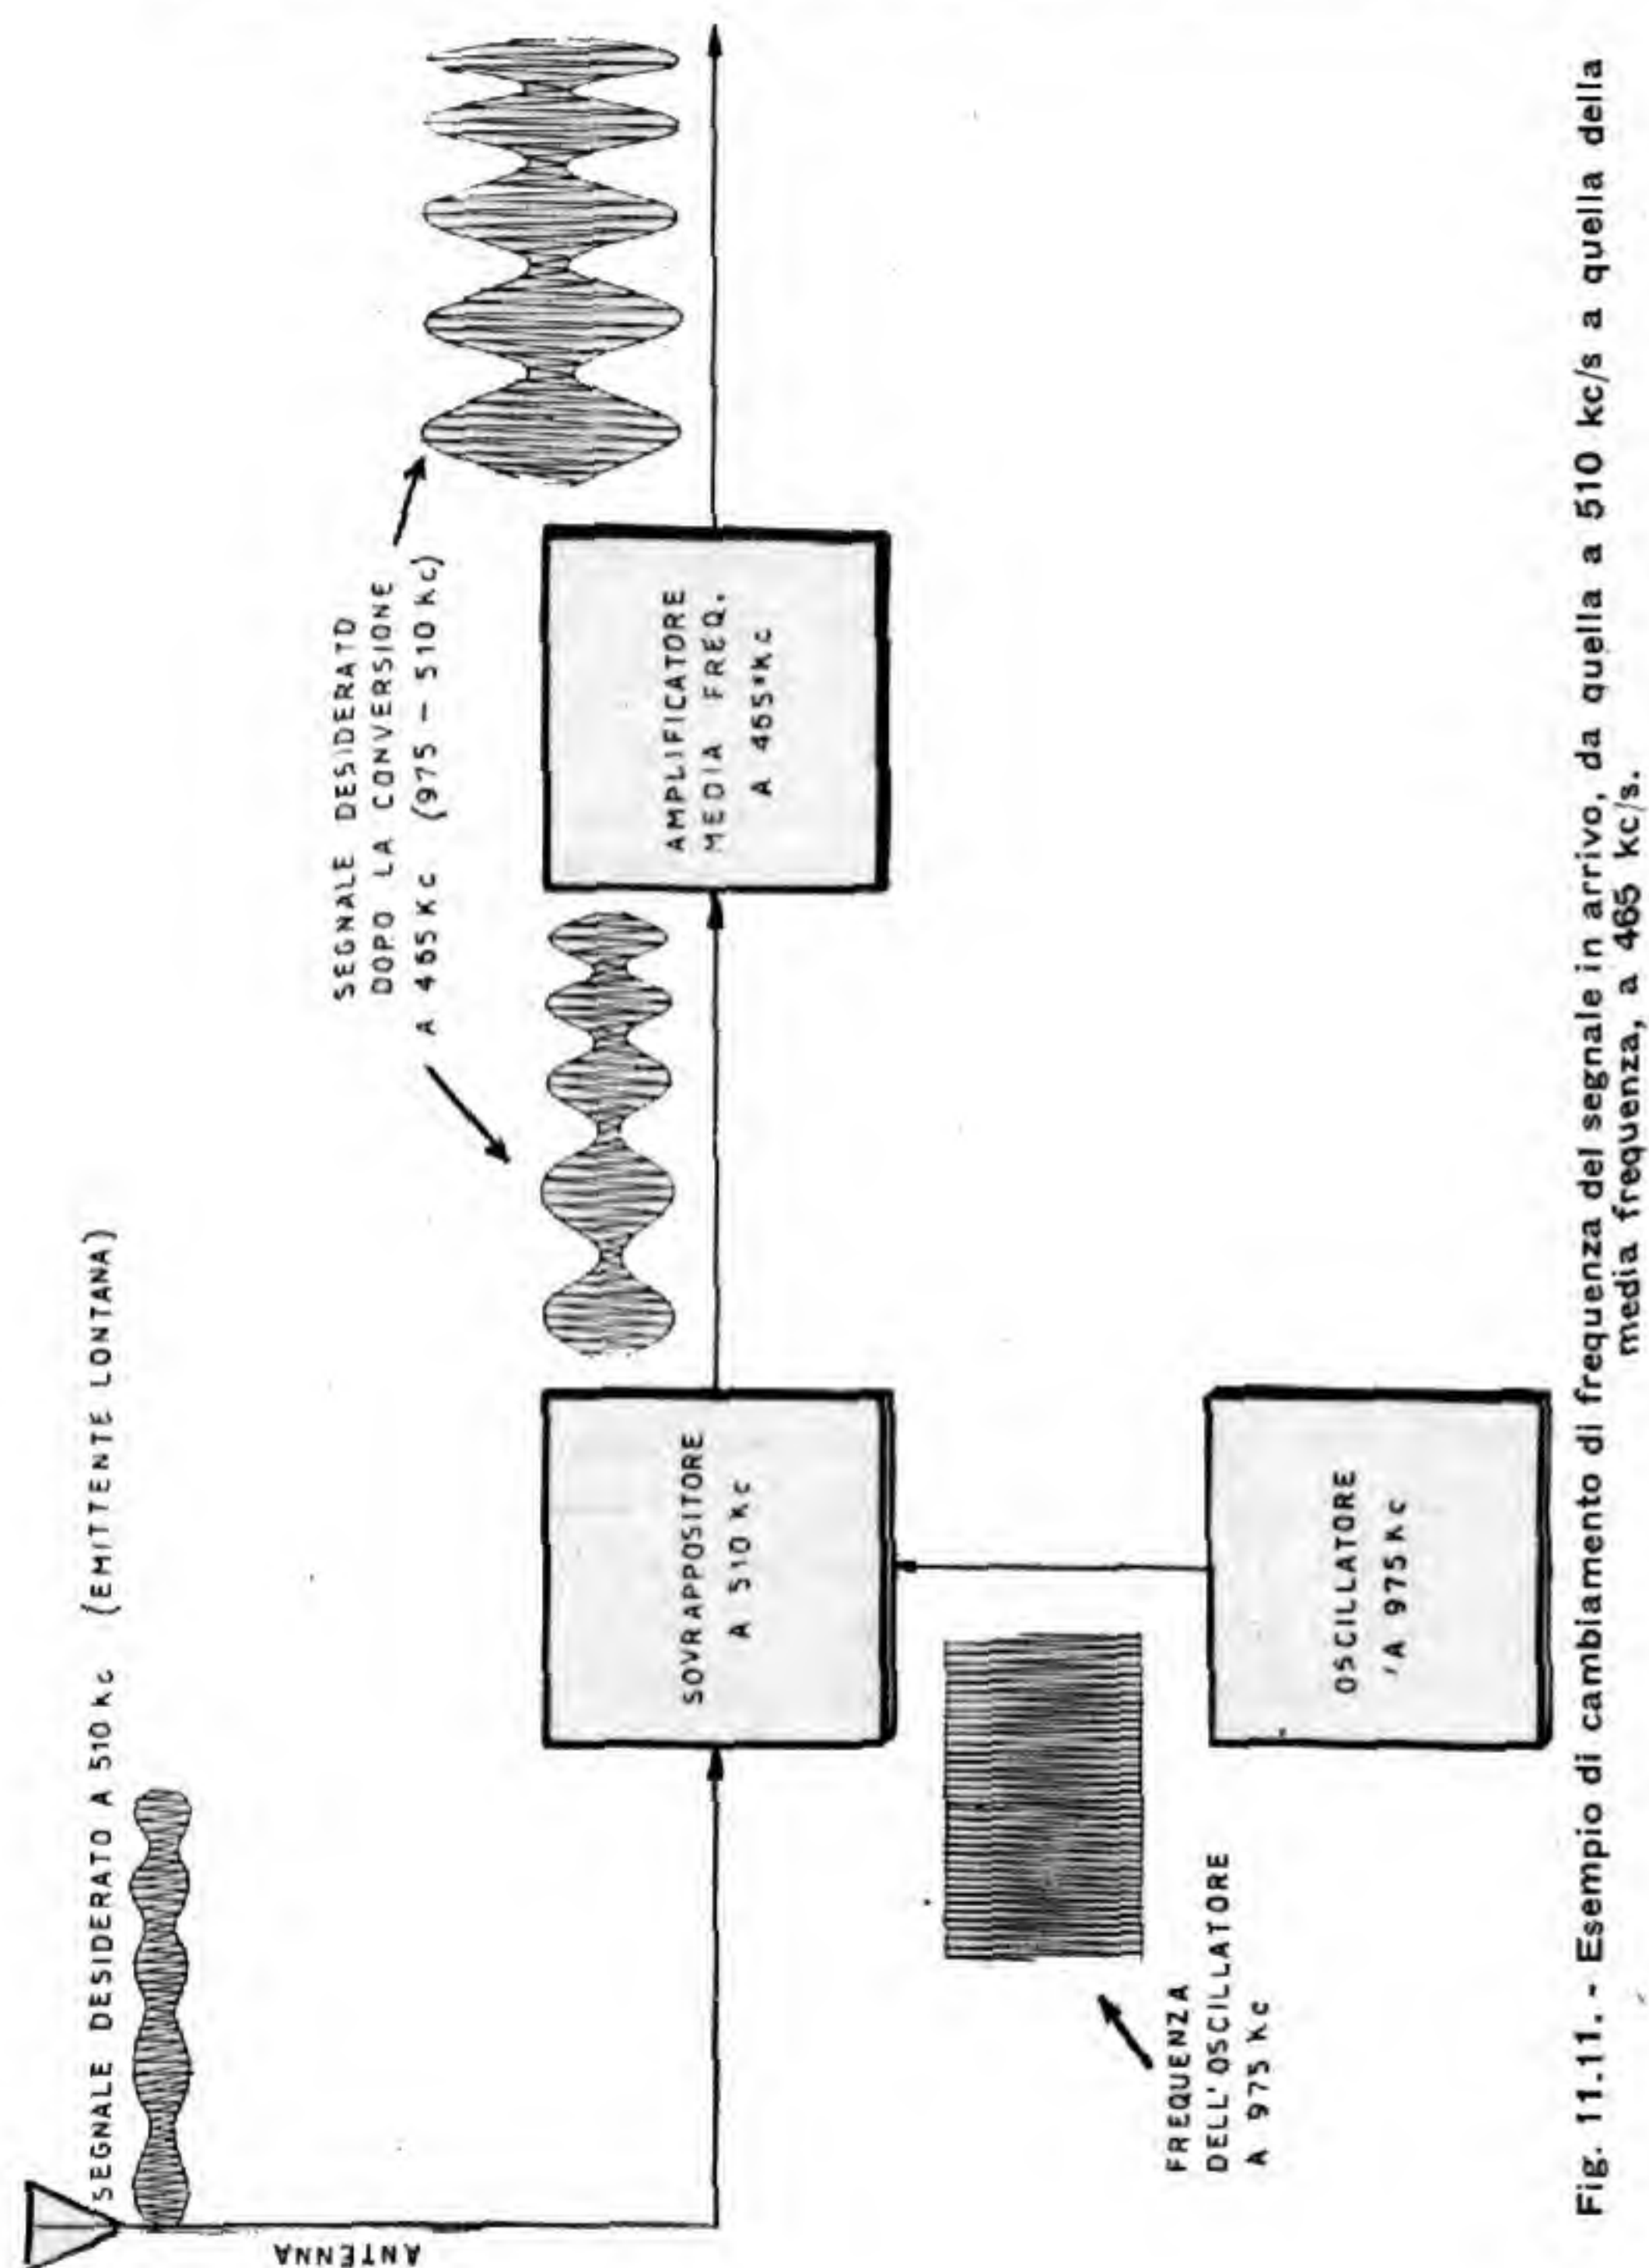 SEGNALE DESIDERATO A 510 Kc (EMITTENTE LONTANA)
ANTENNA
SEGNALE DESIDERATO
DOPO LA CONVERSIONE
A 465 Kc (975 – 510 Kc)
SOVRAPPOSITORE
A 510 Kc
AMPLIFICATORE
MEDIA FREQ.
A 465 Kc
FREQUENZA
DELL'OSCILLATORE
A 975 Kc
OSCILLATORE
A 975 Kc
Fig. 11.11. - Esempio di cambiamento di frequenza del segnale in arrivo, da quella a 510 kc/s a quella della
media frequenza, a 465 kc/s.